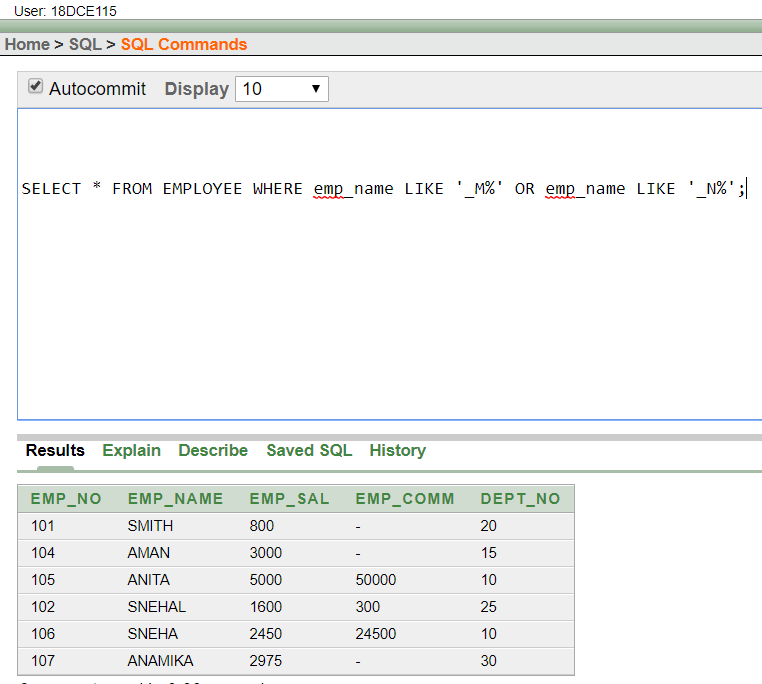 User: 18DCE115
Home > SQL > SQL Commands
Autocommit Display 10
SELECT * FROM EMPLOYEE WHERE emp_name LIKE '_M%' OR emp_name LIKE '_N%';
Results Explain Describe Saved SQL History
EMP_NO EMP_NAME EMP_SAL EMP_COMM DEPT_NO
101 SMITH 800 - 20
104 AMAN 3000 - 15
105 ANITA 5000 50000 10
102 SNEHAL 1600 300 25
106 SNEHA 2450 24500 10
107 ANAMIKA 2975 - 30